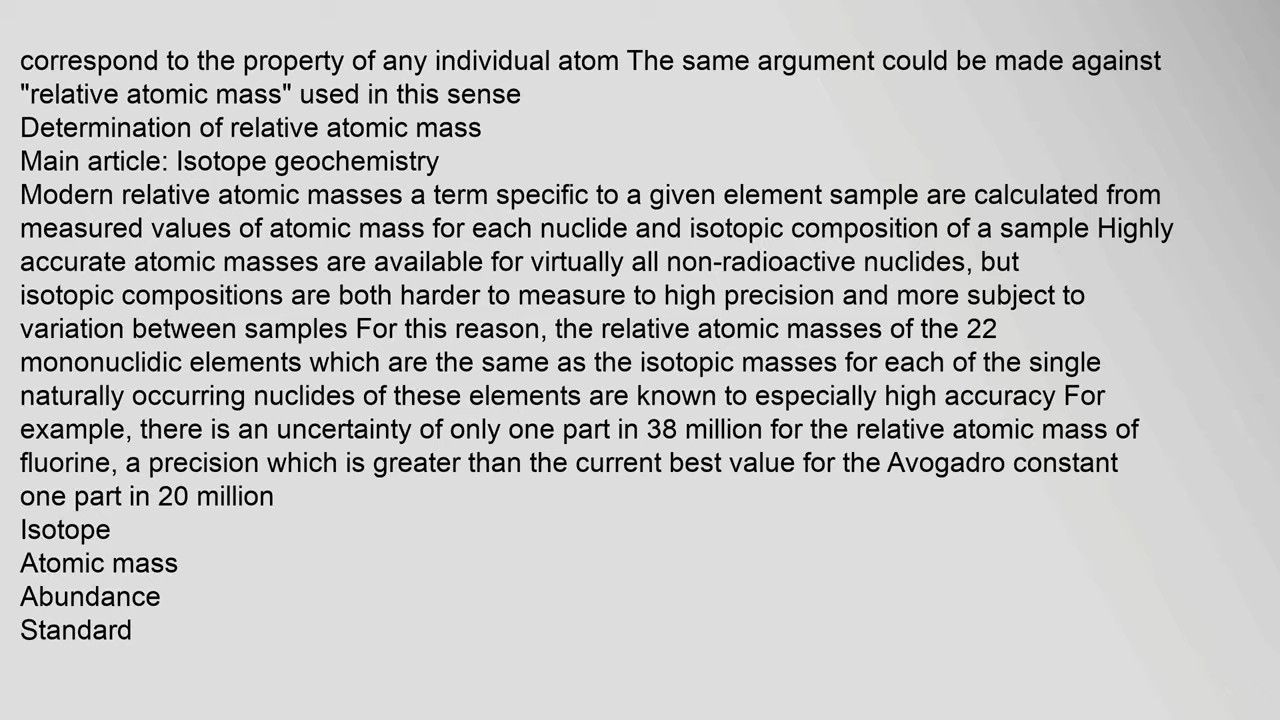 correspond to the property of any individual atom The same argument could be made against
"relative atomic mass" used in this sense
Determination of relative atomic mass
Main article: Isotope geochemistry
Modern relative atomic masses a term specific to a given element sample are calculated from
measured values of atomic mass for each nuclide and isotopic composition of a sample Highly
accurate atomic masses are available for virtually all non-radioactive nuclides, but
isotopic compositions are both harder to measure to high precision and more subject to
variation between samples For this reason, the relative atomic masses of the 22
mononuclidic elements which are the same as the isotopic masses for each of the single
naturally occurring nuclides of these elements are known to especially high accuracy For
example, there is an uncertainty of only one part in 38 million for the relative atomic mass of
fluorine, a precision which is greater than the current best value for the Avogadro constant
one part in 20 million
Isotope
Atomic mass
Abundance
Standard